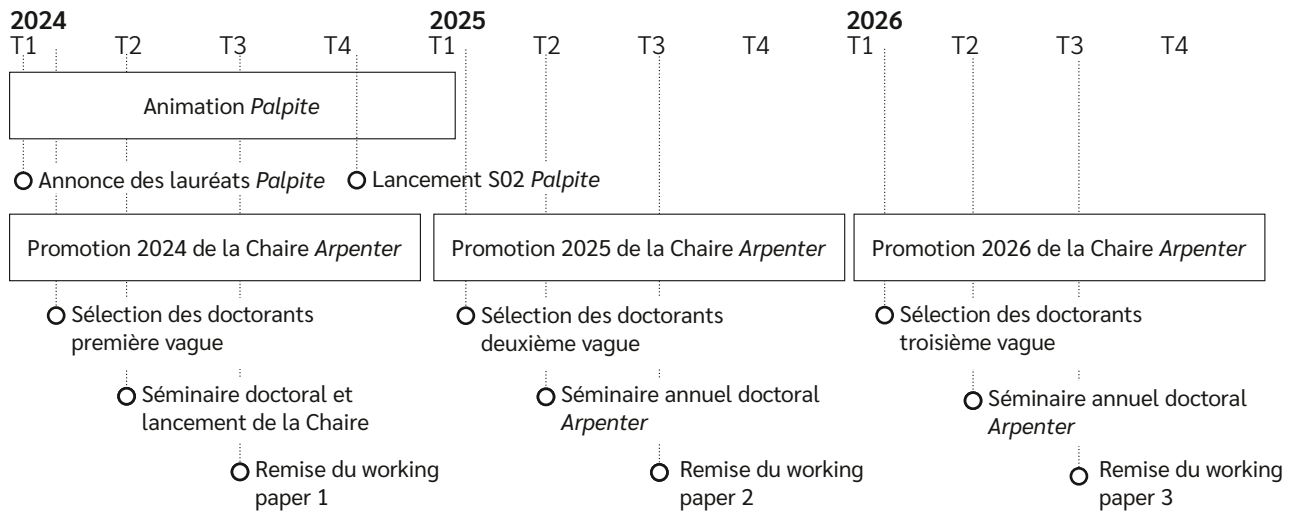 2024 2025 2026
T1 T2 T3 T4 T1 T2 T3 T4 T1 T2 T3 T4
Animation Palpite
Annonce des lauréats Palpite Lancement S02 Palpite
Promotion 2024 de la Chaire Arpenter Promotion 2025 de la Chaire Arpenter Promotion 2026 de la Chaire Arpenter
Sélection des doctorants
première vague
Sélection des doctorants
deuxième vague
Sélection des doctorants
troisième vague
Séminaire doctoral et
lancement de la Chaire
Séminaire annuel doctoral
Arpenter
Séminaire annuel doctoral
Arpenter
Remise du working
paper 1
Remise du working
paper 2
Remise du working
paper 3